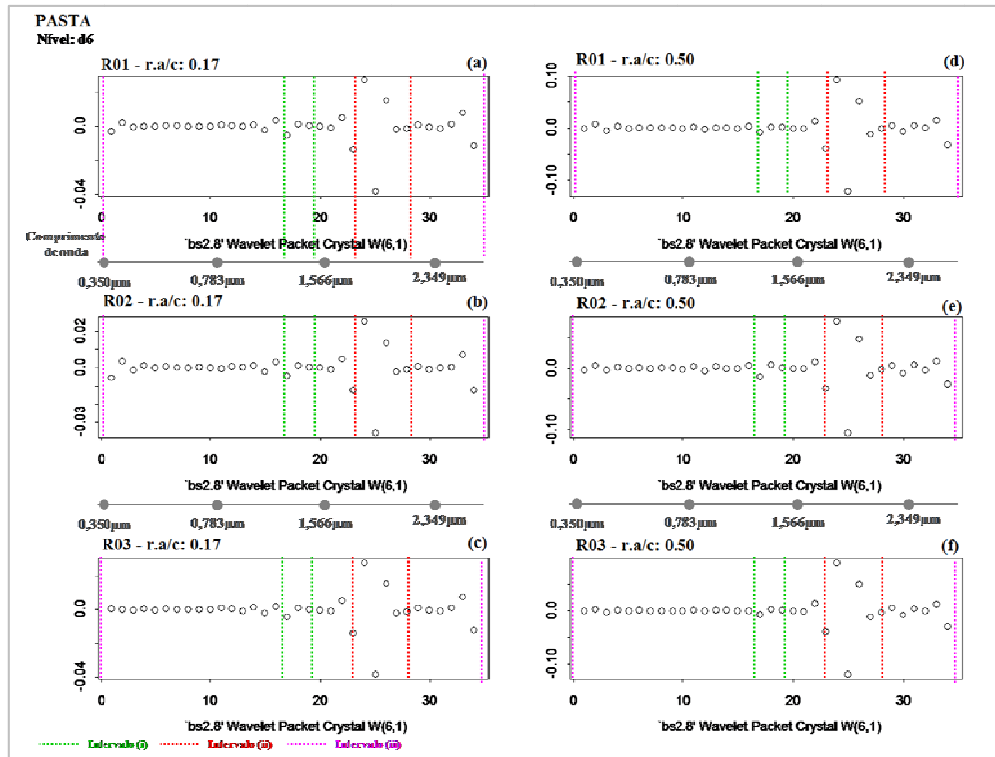 PASTA
Nível: d6
R01 - r.a/c: 0.17 (a)
0.0
-0.04
0 10 20 30
`bs2.8' Wavelet Packet Crystal W(6,1)
R01 - r.a/c: 0.50 (d)
0.10
0.0
-0.10
0 10 20 30
`bs2.8' Wavelet Packet Crystal W(6,1)
Comprimento
de onda
0,350µm 0,783µm 1,566µm 2,349µm
0,350µm 0,783µm 1,566µm 2,349µm
R02 - r.a/c: 0.17 (b)
0.02
0.0
-0.03
0 10 20 30
`bs2.8' Wavelet Packet Crystal W(6,1)
R02 - r.a/c: 0.50 (e)
0.0
-0.10
0 10 20 30
`bs2.8' Wavelet Packet Crystal W(6,1)
0,350µm 0,783µm 1,566µm 2,349µm
0,350µm 0,783µm 1,566µm 2,349µm
R03 - r.a/c: 0.17 (c)
0.0
-0.04
0 10 20 30
`bs2.8' Wavelet Packet Crystal W(6,1)
R03 - r.a/c: 0.50 (f)
0.0
-0.10
0 10 20 30
`bs2.8' Wavelet Packet Crystal W(6,1)
Intervalo (i) Intervalo (ii) Intervalo (iii)